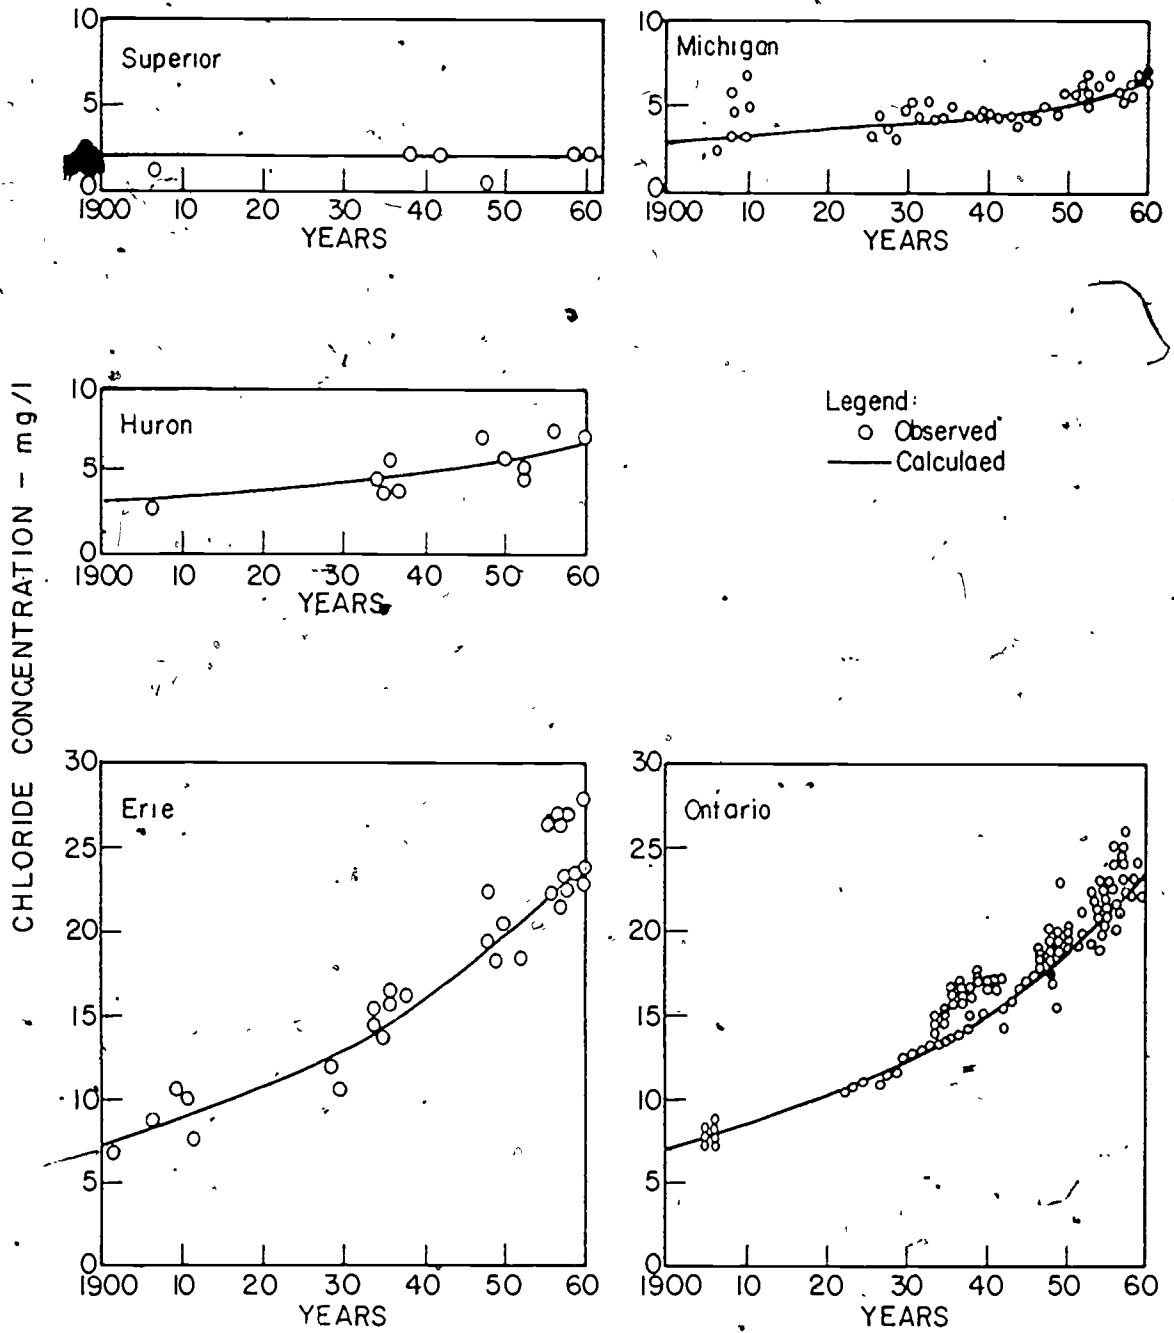 CHLORIDE CONCENTRATION – mg/l
10
Superior
5
0
1900 10 20 30 40 50 60
YEARS
10
Michigan
5
0
1900 10 20 30 40 50 60
YEARS
10
Huron
5
0
1900 10 20 30 40 50 60
YEARS
Legend:
Observed
Calculaed
30
Erie
25
20
15
10
5
0
1900 10 20 30 40 50 60
YEARS
30
Ontario
25
20
15
10
5
0
1900 10 20 30 40 50 60
YEARS